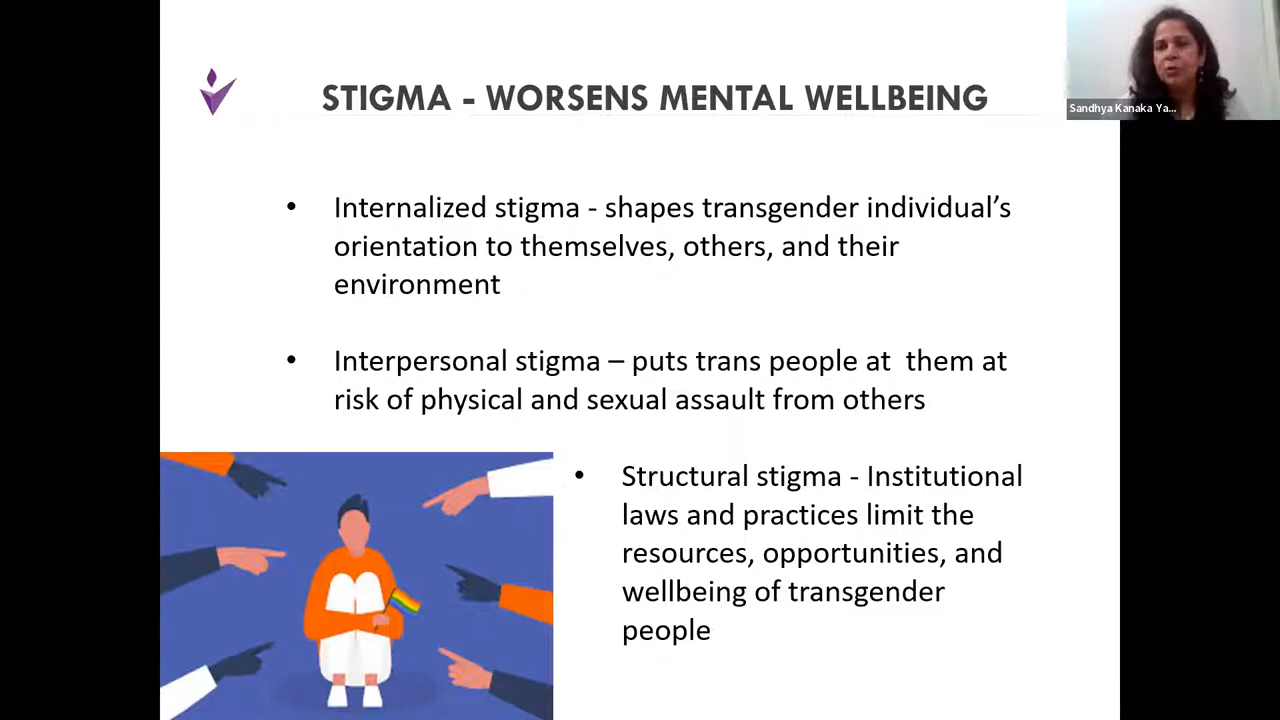 STIGMA - WORSENS MENTAL WELLBEING
Sandhya Kanaka Ya...
• Internalized stigma - shapes transgender individual’s
orientation to themselves, others, and their
environment
• Interpersonal stigma – puts trans people at  them at
risk of physical and sexual assault from others
• Structural stigma - Institutional
laws and practices limit the
resources, opportunities, and
wellbeing of transgender
people